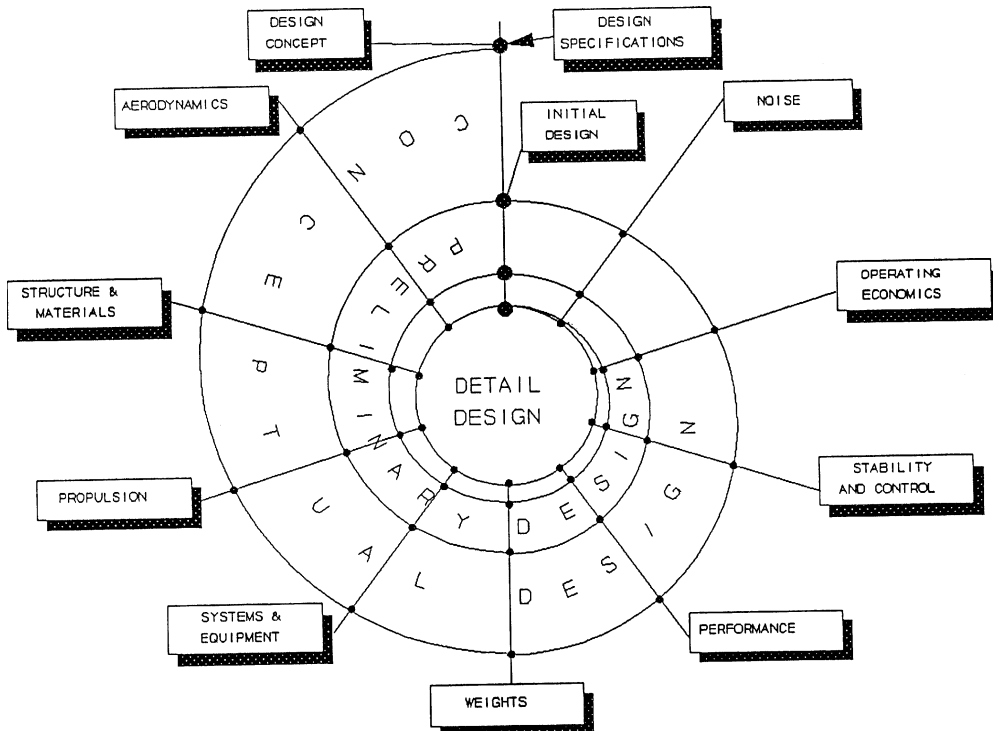 DESIGN
CONCEPT
DESIGN
SPECIFICATIONS
AERODYNAMICS
INITIAL
DESIGN
NOISE
STRUCTURE &
MATERIALS
OPERATING
ECONOMICS
CONCEPTUAL DESIGN
PRELIMINARY DESIGNG
DETAIL
DESIGN
PROPULSION
STABILITY
AND CONTROL
SYSTEMS &
EQUIPMENT
PERFORMANCE
WEIGHTS